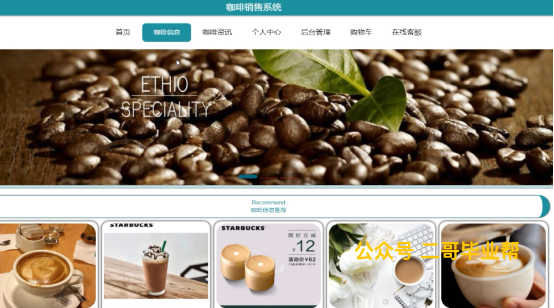 咖啡销售系统
首页 咖啡信息 咖啡资讯 个人中心 后台管理 购物车 在线客服
ETHIO
SPECIALITY
Recommend
咖啡信息推荐
STARBUCKS
STARBUCKS
限时立减
¥12
活动价¥62
公众号 二哥毕业帮